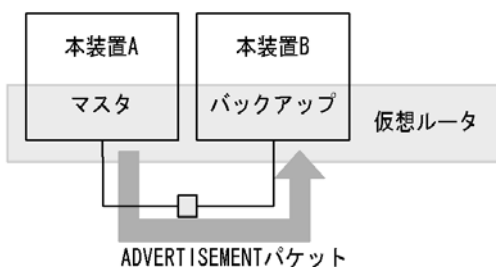 本装置A
本装置B
マスタ
バックアップ
仮想ルータ
ADVERTISEMENTパケット